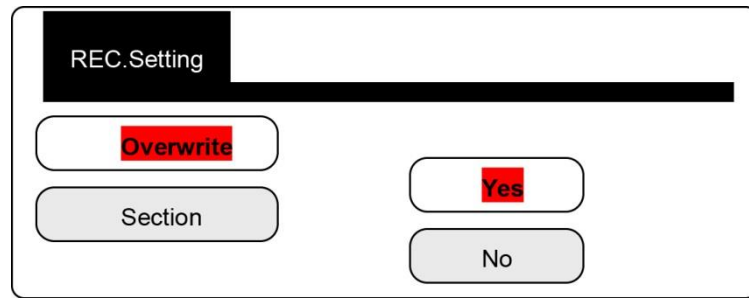 REC.Setting
Overwrite
Yes
Section
No